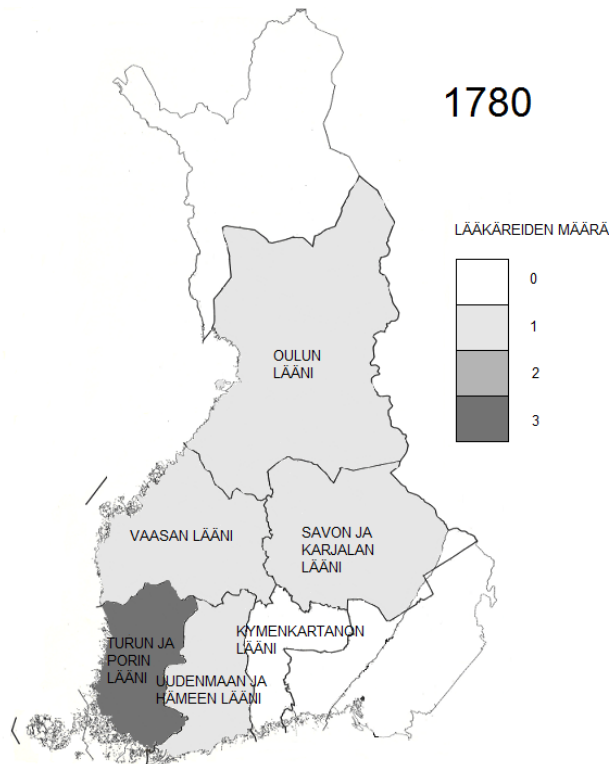 1780
LÄÄKÄREIDEN MÄÄRÄ
0
1
2
3
OULUN
LÄÄNI
VAASAN LÄÄNI
SAVON JA
KARJALAN
LÄÄNI
KYMENKARTANON
LÄÄNI
TURUN JA
PORIN
LÄÄNI
UUDENMAAN JA
HÄMEEN LÄÄNI